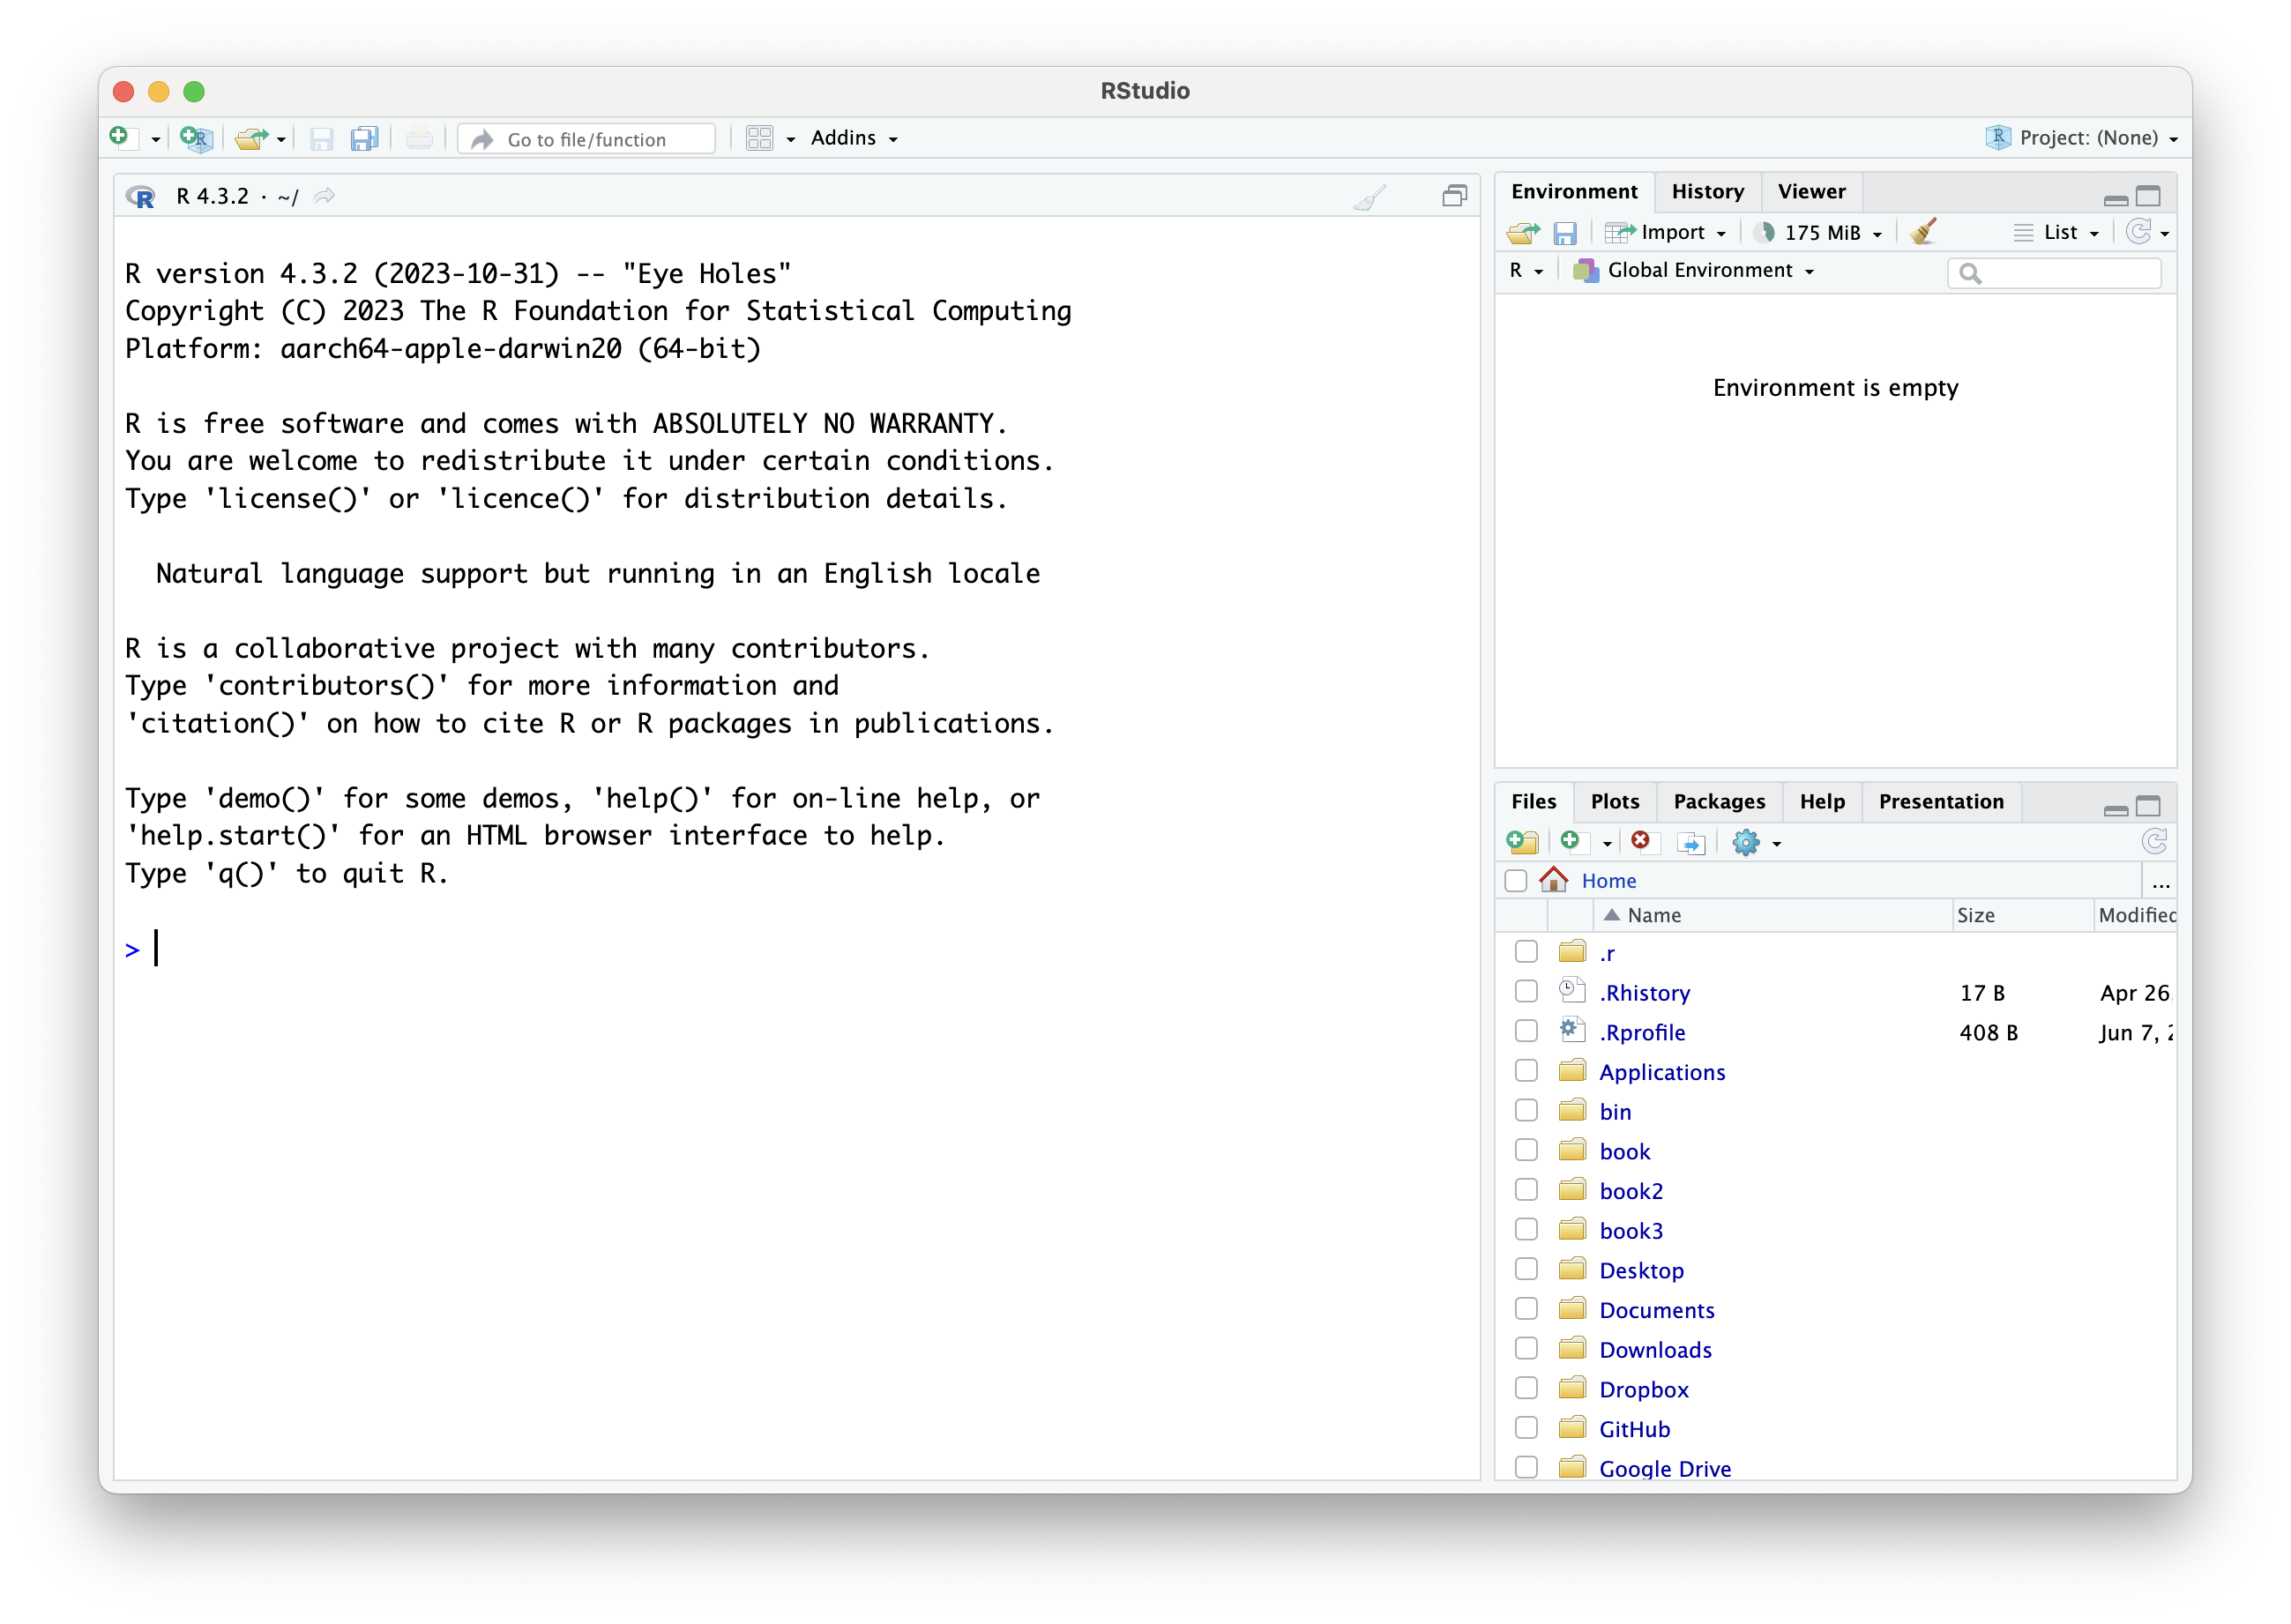 RStudio
Go to file/function
Addins
Project: (None)
R 4.3.2 · ~/
R version 4.3.2 (2023-10-31) -- "Eye Holes"
Copyright (C) 2023 The R Foundation for Statistical Computing
Platform: aarch64-apple-darwin20 (64-bit)
R is free software and comes with ABSOLUTELY NO WARRANTY.
You are welcome to redistribute it under certain conditions.
Type 'license()' or 'licence()' for distribution details.
Natural language support but running in an English locale
R is a collaborative project with many contributors.
Type 'contributors()' for more information and
'citation()' on how to cite R or R packages in publications.
Type 'demo()' for some demos, 'help()' for on-line help, or
'help.start()' for an HTML browser interface to help.
Type 'q()' to quit R.
>
Environment History Viewer
Import 175 MiB List
R Global Environment
Environment is empty
Files Plots Packages Help Presentation
Home ...
Name Size Modified
.r
.Rhistory 17 B Apr 26,
.Rprofile 408 B Jun 7, 2
Applications
bin
book
book2
book3
Desktop
Documents
Downloads
Dropbox
GitHub
Google Drive